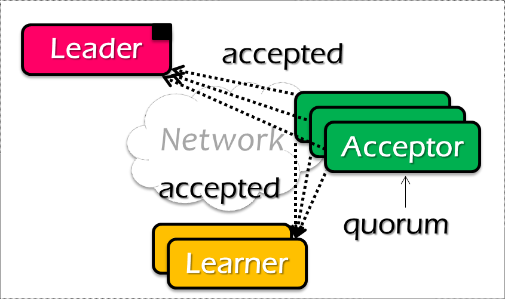 Leader
accepted
Network
Acceptor
accepted
quorum
Learner